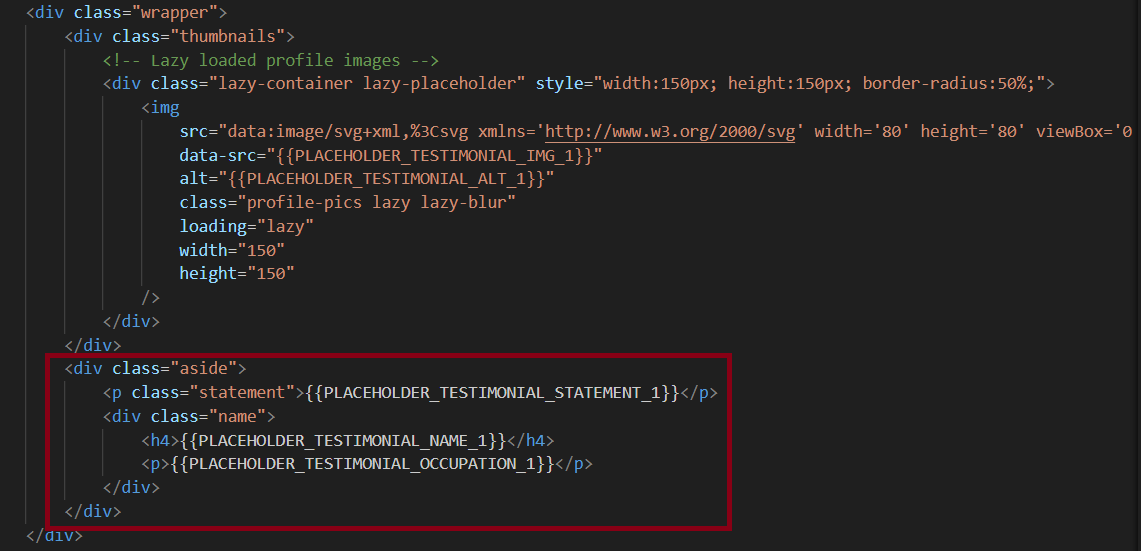 <div class="wrapper">
<div class="thumbnails">
<!-- Lazy loaded profile images -->
<div class="lazy-container lazy-placeholder" style="width:150px; height:150px; border-radius:50%;">
<img
src="data:image/svg+xml,%3Csvg xmlns='http://www.w3.org/2000/svg' width='80' height='80' viewBox='0
data-src="{{PLACEHOLDER_TESTIMONIAL_IMG_1}}"
alt="{{PLACEHOLDER_TESTIMONIAL_ALT_1}}"
class="profile-pics lazy lazy-blur"
loading="lazy"
width="150"
height="150"
/>
</div>
</div>
<div class="aside">
<p class="statement">{{PLACEHOLDER_TESTIMONIAL_STATEMENT_1}}</p>
<div class="name">
<h4>{{PLACEHOLDER_TESTIMONIAL_NAME_1}}</h4>
<p>{{PLACEHOLDER_TESTIMONIAL_OCCUPATION_1}}</p>
</div>
</div>
</div>